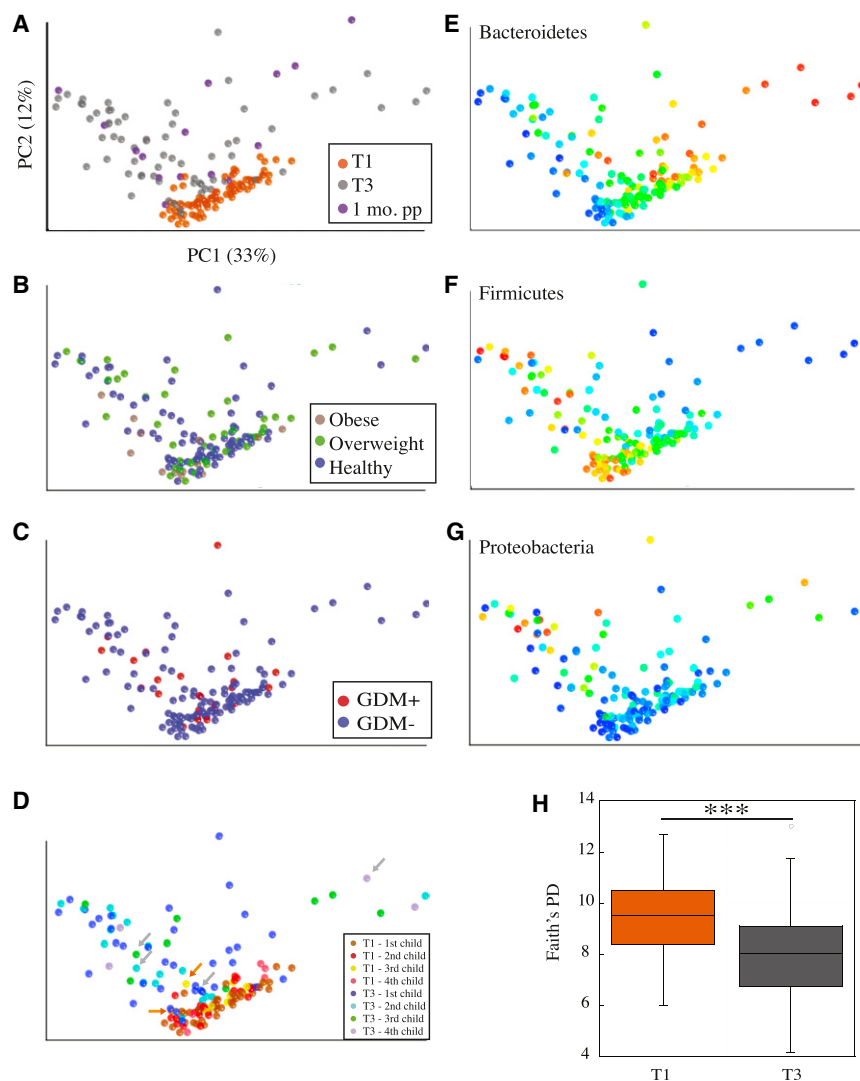 A
PC2 (12%)
T1
T3
1 mo. pp
PC1 (33%)
B
Obese
Overweight
Healthy
C
GDM+
GDM-
D
T1 - 1st child
T1 - 2nd child
T1 - 3rd child
T1 - 4th child
T3 - 1st child
T3 - 2nd child
T3 - 3rd child
T3 - 4th child
E
Bacteroidetes
F
Firmicutes
G
Proteobacteria
H
Faith's PD
14
12
10
8
6
4
***
T1
T3